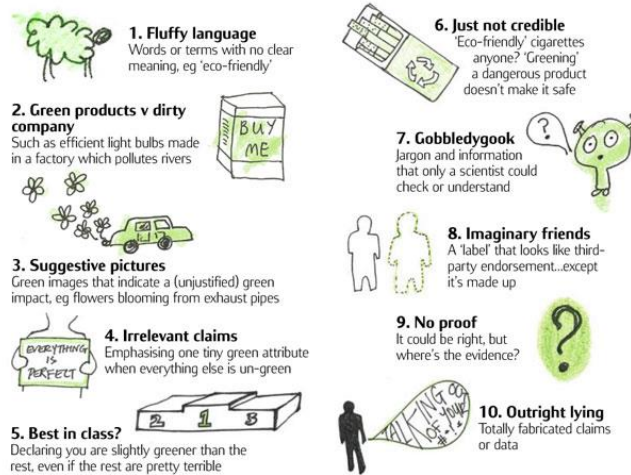 1. Fluffy language
Words or terms with no clear
meaning, eg 'eco-friendly'
2. Green products v dirty
company
Such as efficient light bulbs made
in a factory which pollutes rivers
BUY
ME
3. Suggestive pictures
Green images that indicate a (unjustified) green
impact, eg flowers blooming from exhaust pipes
EVERYTHING
IS
PERFECT
4. Irrelevant claims
Emphasising one tiny green attribute
when everything else is un-green
2 1 3
5. Best in class?
Declaring you are slightly greener than the
rest, even if the rest are pretty terrible
6. Just not credible
'Eco-friendly' cigarettes
anyone? 'Greening'
a dangerous product
doesn't make it safe
7. Gobbledygook
Jargon and information
that only a scientist could
check or understand
?
8. Imaginary friends
A 'label' that looks like third-
party endorsement...except
it's made up
9. No proof
It could be right, but
where's the evidence?
?
TALKING
OF YOUR
10. Outright lying
Totally fabricated claims
or data